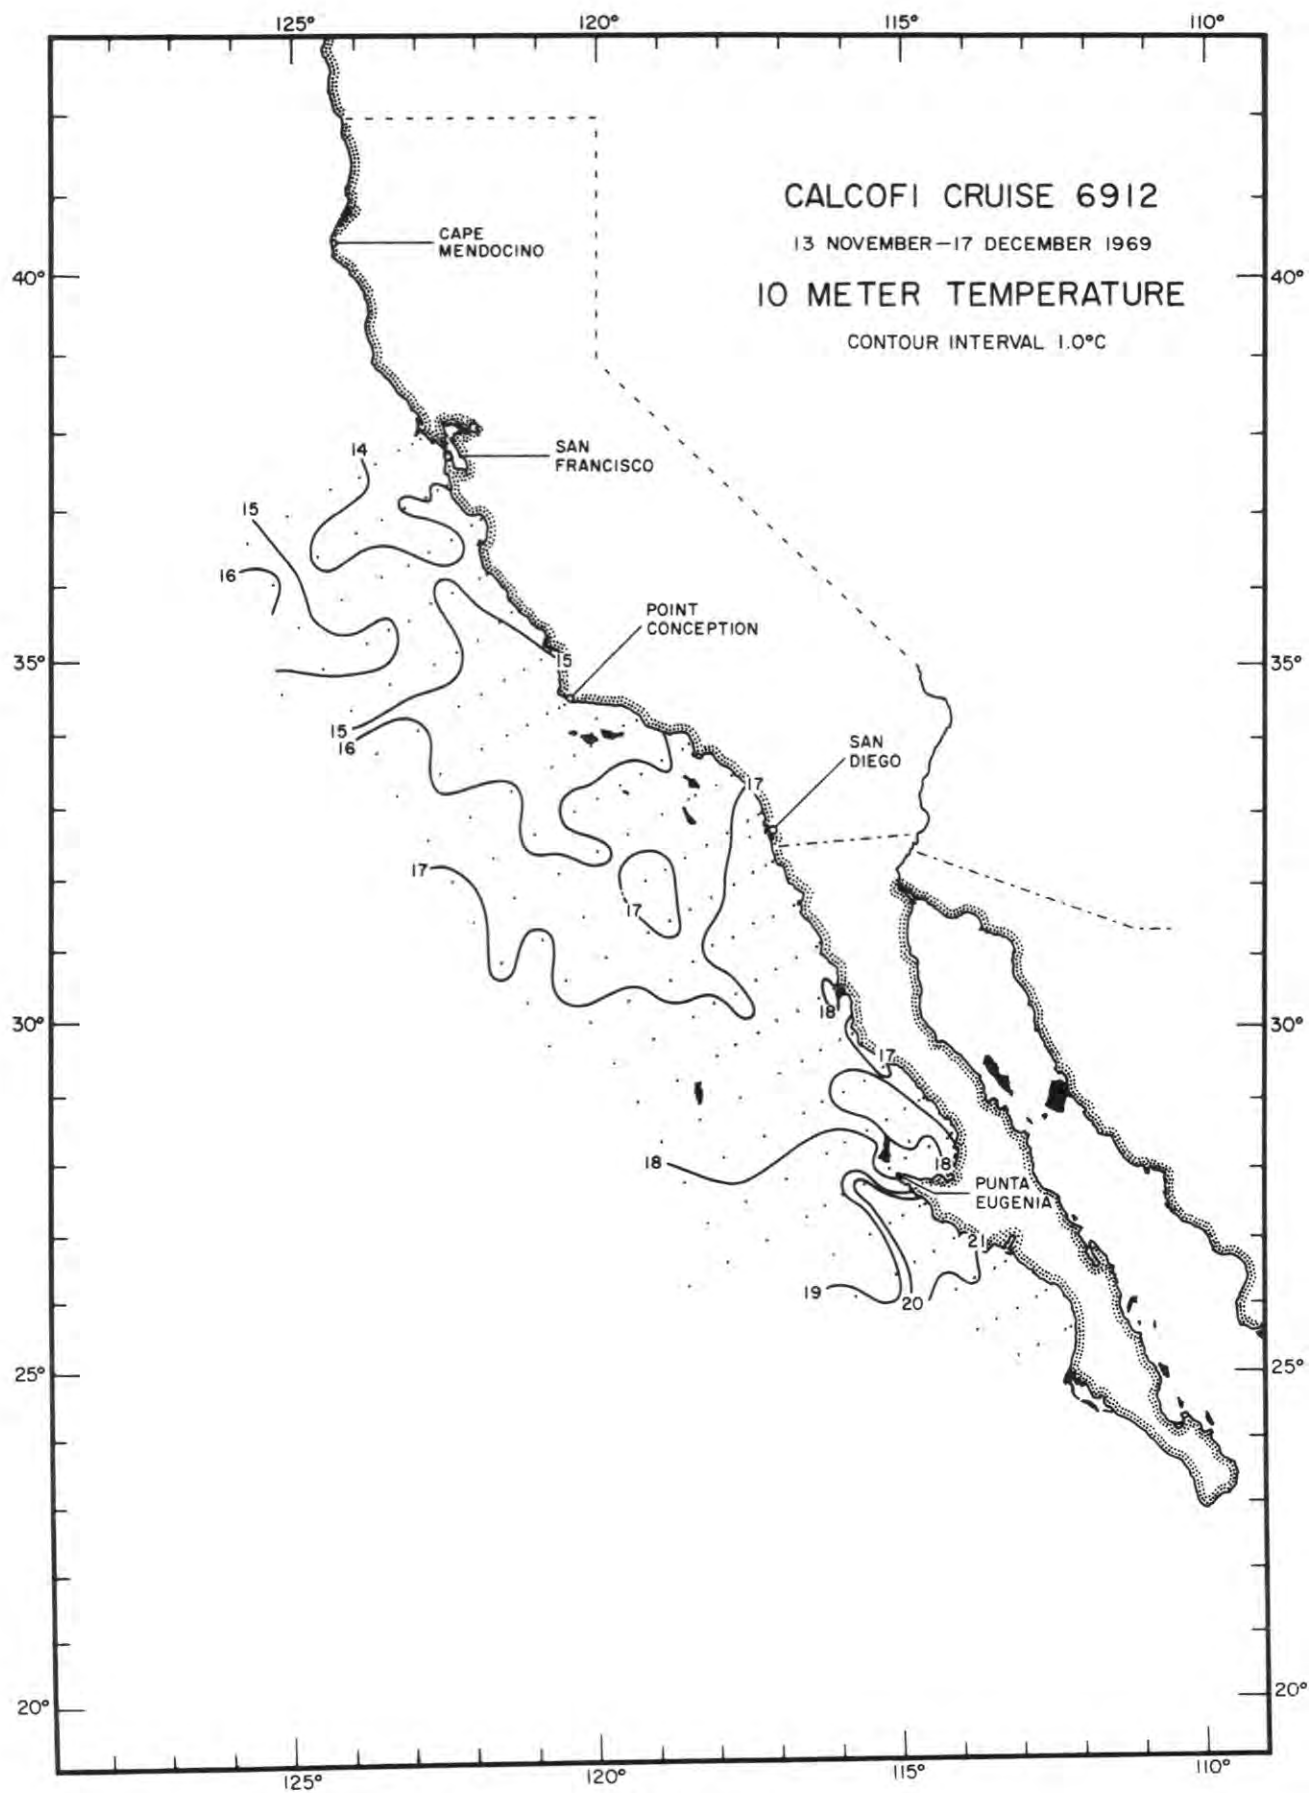 125° 120° 115° 110°
CALCOFI CRUISE 6912
13 NOVEMBER–17 DECEMBER 1969
10 METER TEMPERATURE
CONTOUR INTERVAL 1.0°C
CAPE
MENDOCINO
40° 40°
SAN
FRANCISCO
14
15
16
POINT
CONCEPTION
15
35° 35°
15
16
SAN
DIEGO
17
17
17
18
30° 30°
17
18
18
PUNTA
EUGENIA
21
19
20
25° 25°
20° 20°
125° 120° 115° 110°